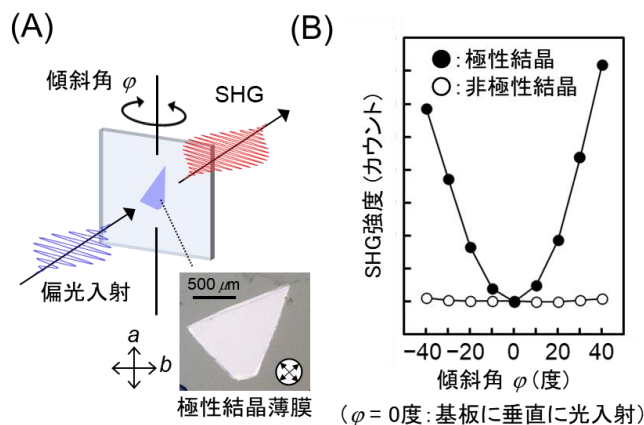 (A)
傾斜角 φ
SHG
偏光入射
500 μm
a
b
極性結晶薄膜
(B)
●:極性結晶
○:非極性結晶
SHG強度(カウント)
−40 −20 0 20 40
傾斜角 φ(度)
(φ = 0度:基板に垂直に光入射)